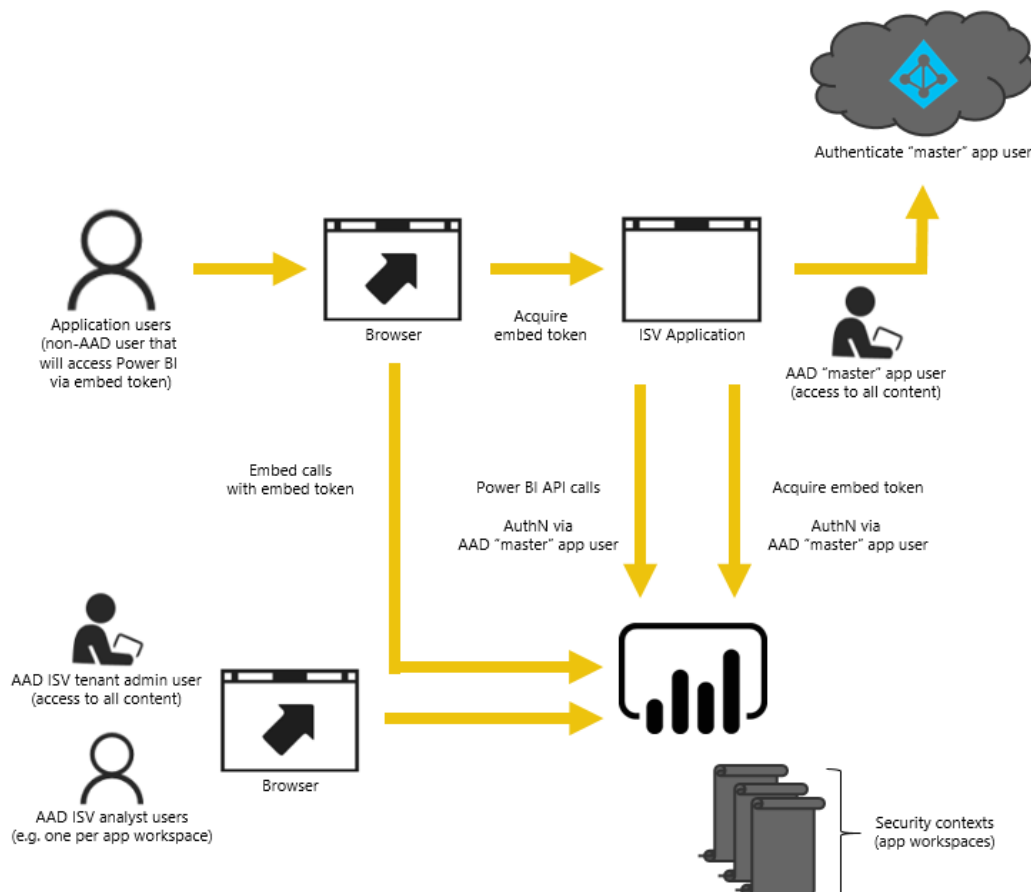 Authenticate “master” app user
Application users
(non-AAD user that
will access Power BI
via embed token)
Browser
Acquire
embed token
ISV Application
AAD “master” app user
(access to all content)
Embed calls
with embed token
Power BI API calls
AuthN via
AAD “master” app user
Acquire embed token
AuthN via
AAD “master” app user
AAD ISV tenant admin user
(access to all content)
Browser
AAD ISV analyst users
(e.g. one per app workspace)
Security contexts
(app workspaces)